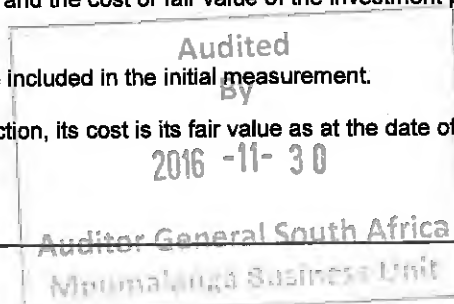 and the cost or fair value of the investment
Audited
included in the initial measurement.
By
ction, its cost is its fair value as at the date of
2016 -11- 30
Auditor General South Africa
Mpumalanga Business Unit